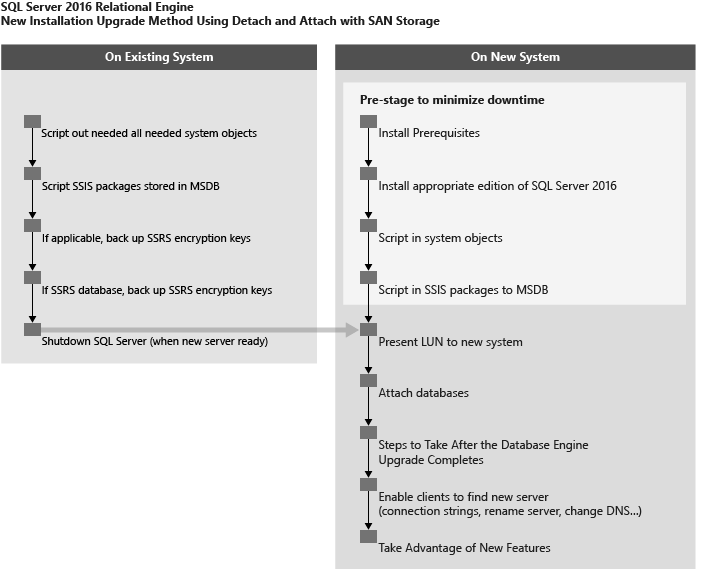 SQL Server 2016 Relational Engine
New Installation Upgrade Method Using Detach and Attach with SAN Storage
On Existing System
Script out needed all needed system objects
Script SSIS packages stored in MSDB
If applicable, back up SSRS encryption keys
If SSRS database, back up SSRS encryption keys
Shutdown SQL Server (when new server ready)
On New System
Pre-stage to minimize downtime
Install Prerequisites
Install appropriate edition of SQL Server 2016
Script in system objects
Script in SSIS packages to MSDB
Present LUN to new system
Attach databases
Steps to Take After the Database Engine
Upgrade Completes
Enable clients to find new server
(connection strings, rename server, change DNS...)
Take Advantage of New Features